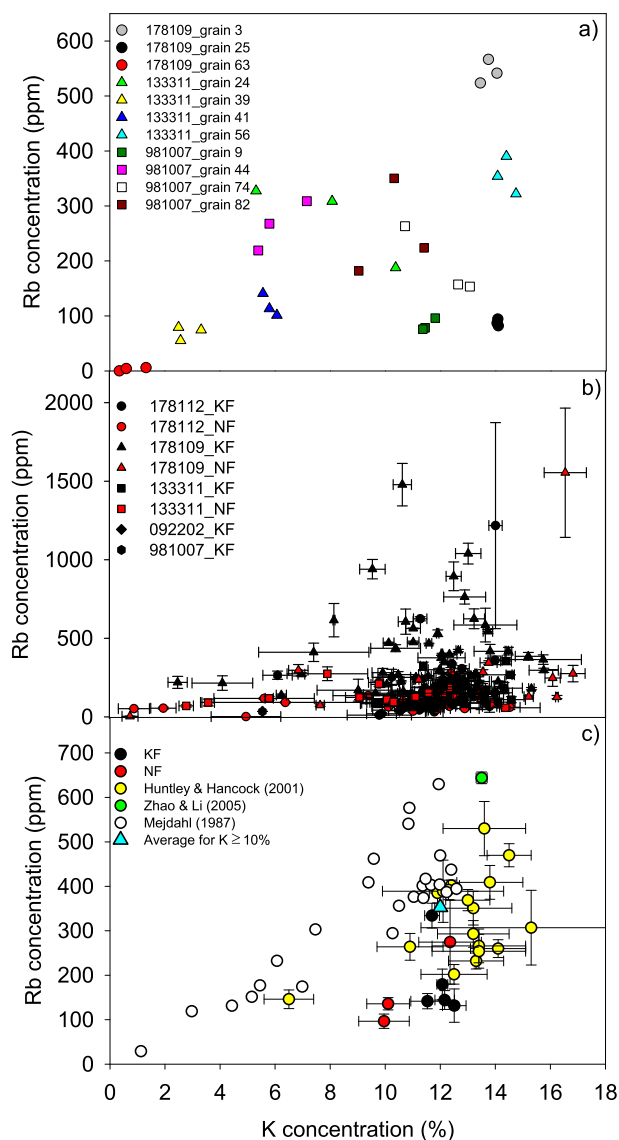 a)
178109_grain 3
178109_grain 25
178109_grain 63
133311_grain 24
133311_grain 39
133311_grain 41
133311_grain 56
981007_grain 9
981007_grain 44
981007_grain 74
981007_grain 82
600
500
400
300
200
100
0
Rb concentration (ppm)
b)
178112_KF
178112_NF
178109_KF
178109_NF
133311_KF
133311_NF
092202_KF
981007_KF
2000
1500
1000
500
0
Rb concentration (ppm)
c)
KF
NF
Huntley & Hancock (2001)
Zhao & Li (2005)
Mejdahl (1987)
Average for K ≥ 10%
700
600
500
400
300
200
100
0
Rb concentration (ppm)
0 2 4 6 8 10 12 14 16 18
K concentration (%)